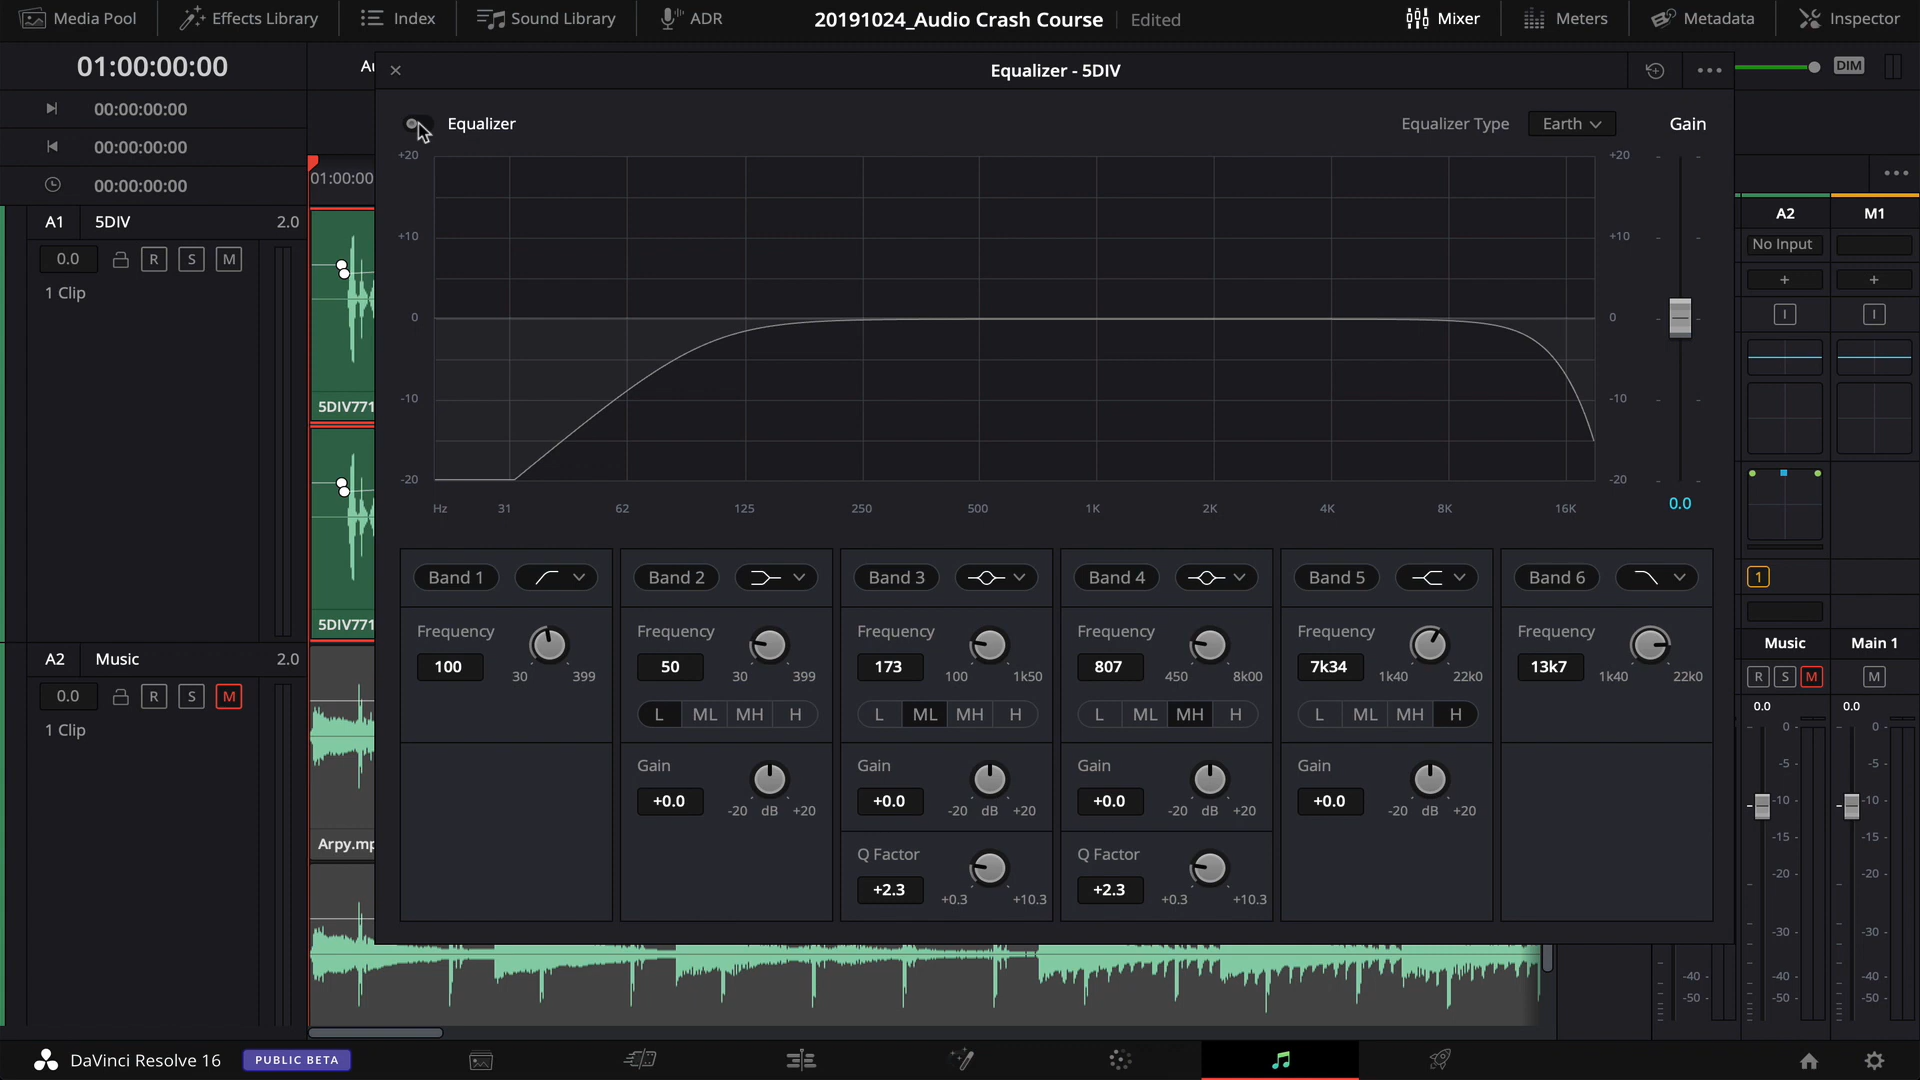 Media Pool
Effects Library
Index
Sound Library
ADR
20191024_Audio Crash Course
Edited
Mixer
Meters
Metadata
Inspector
01:00:00:00
Equalizer - 5DIV
DIM
00:00:00:00
00:00:00:00
00:00:00:00
01:00:00
Equalizer
Equalizer Type
Earth
Gain
+20
+10
0
-10
-20
+20
+10
0
-10
-20
0.0
Hz
31
62
125
250
500
1K
2K
4K
8K
16K
A1
5DIV
2.0
0.0
R
S
M
1 Clip
5DIV771
5DIV771
A2
Music
2.0
0.0
R
S
M
1 Clip
Arpy.mp
Band 1
Frequency
100
30
399
Band 2
Frequency
50
30
399
L
ML
MH
H
Gain
+0.0
-20
dB
+20
Band 3
Frequency
173
100
1k50
L
ML
MH
H
Gain
+0.0
-20
dB
+20
Q Factor
+2.3
+0.3
+10.3
Band 4
Frequency
807
450
8k00
L
ML
MH
H
Gain
+0.0
-20
dB
+20
Q Factor
+2.3
+0.3
+10.3
Band 5
Frequency
7k34
1k40
22k0
L
ML
MH
H
Gain
+0.0
-20
dB
+20
Band 6
Frequency
13k7
1k40
22k0
A2
M1
No Input
+
+
I
I
1
Music
Main 1
R
S
M
M
0.0
0.0
0-
-5-
-10-
-15-
-20-
-30-
-40-
-50-
0-
-5-
-10-
-15-
-20-
-30-
-40-
-50-
-40-
-50-
DaVinci Resolve 16
PUBLIC BETA